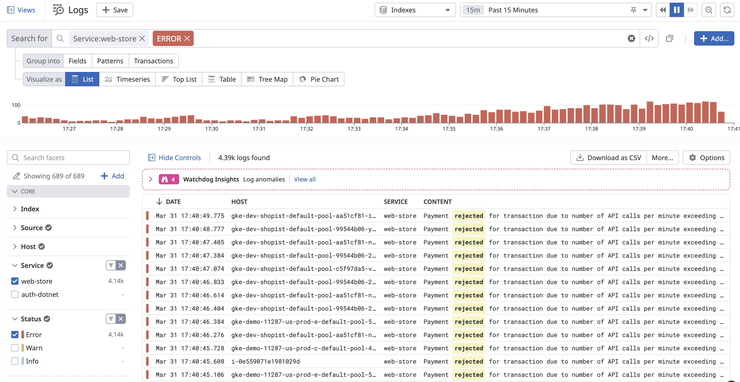 Views Logs + Save Indexes 15m Past 15 Minutes
Search for Service:web-store ERROR </> + Add...
Group into Fields Patterns Transactions
Visualize as List Timeseries Top List Table Tree Map Pie Chart
100
0
17:27 17:28 17:29 17:30 17:31 17:32 17:33 17:34 17:35 17:36 17:37 17:38 17:39 17:40 17:41
Search facets
Showing 689 of 689 + Add
CORE
Index
Source
Host
Service
web-store 4.14k
auth-dotnet -
Status
Error 4.14k
Warn -
Info -
Hide Controls 4.39k logs found Download as CSV More... Options
4 Watchdog Insights Log anomalies View all
DATE HOST SERVICE CONTENT
Mar 31 17:40:49.775 gke-dev-shopist-default-pool-aa51cf81-i... web-store Payment rejected for transaction due to number of API calls per minute exceeding …
Mar 31 17:40:48.777 gke-dev-shopist-default-pool-99544b06-y... web-store Payment rejected for transaction due to number of API calls per minute exceeding …
Mar 31 17:40:47.405 gke-dev-shopist-default-pool-aa51cf81-n... web-store Payment rejected for transaction due to number of API calls per minute exceeding …
Mar 31 17:40:47.384 gke-dev-shopist-default-pool-99544b06-2... web-store Payment rejected for transaction due to number of API calls per minute exceeding …
Mar 31 17:40:47.074 gke-dev-shopist-default-pool-c5f97da5-v... web-store Payment rejected for transaction due to number of API calls per minute exceeding …
Mar 31 17:40:46.833 gke-dev-shopist-default-pool-99544b06-2... web-store Payment rejected for transaction due to number of API calls per minute exceeding …
Mar 31 17:40:46.614 gke-dev-shopist-default-pool-aa51cf81-n... web-store Payment rejected for transaction due to number of API calls per minute exceeding …
Mar 31 17:40:46.404 gke-dev-shopist-default-pool-99544b06-2... web-store Payment rejected for transaction due to number of API calls per minute exceeding …
Mar 31 17:40:46.384 gke-demo-11287-us-prod-e-default-pool-5... web-store Payment rejected for transaction due to number of API calls per minute exceeding …
Mar 31 17:40:46.276 gke-dev-shopist-default-pool-aa51cf81-n... web-store Payment rejected for transaction due to number of API calls per minute exceeding …
Mar 31 17:40:45.728 gke-demo-11287-us-prod-c-default-pool-4... web-store Payment rejected for transaction due to number of API calls per minute exceeding …
Mar 31 17:40:45.608 i-0e559071e1981029d web-store Payment rejected for transaction due to number of API calls per minute exceeding …
Mar 31 17:40:45.106 gke-demo-11287-us-prod-e-default-pool-5... web-store Payment rejected for transaction due to number of API calls per minute exceeding …